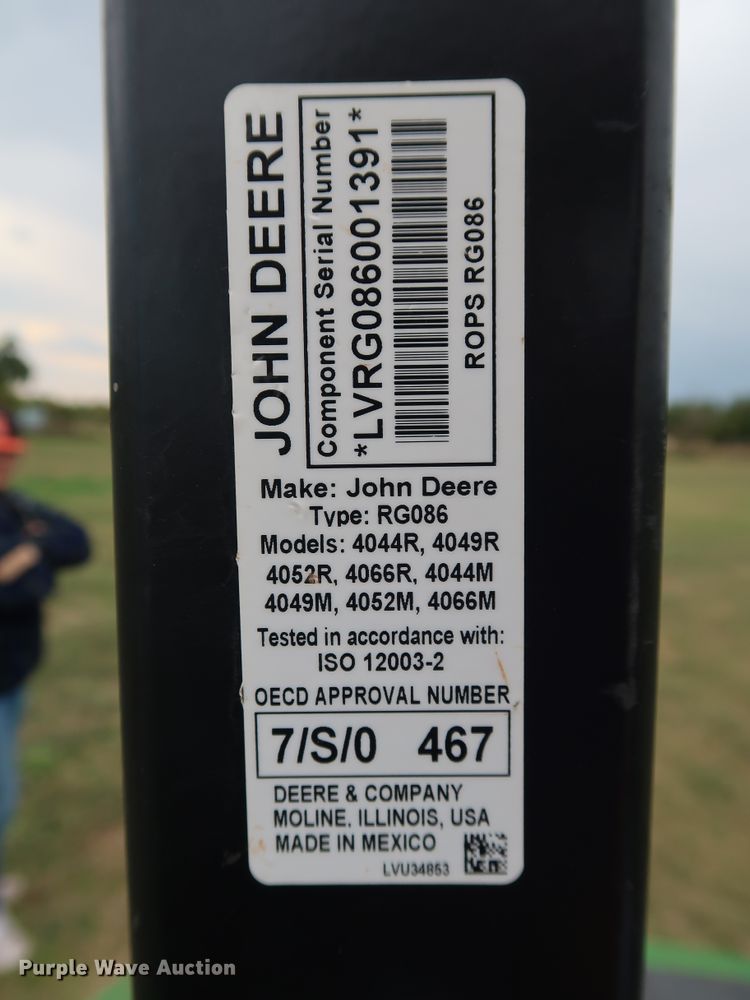 JOHN DEERE
Component Serial Number
*LVRG086001391*
ROPS RG086
Make: John Deere
Type: RG086
Models: 4044R, 4049R
4052R, 4066R, 4044M
4049M, 4052M, 4066M
Tested in accordance with:
ISO 12003-2
OECD APPROVAL NUMBER
7/S/0 467
DEERE & COMPANY
MOLINE, ILLINOIS, USA
MADE IN MEXICO
LVU34853
Purple Wave Auction